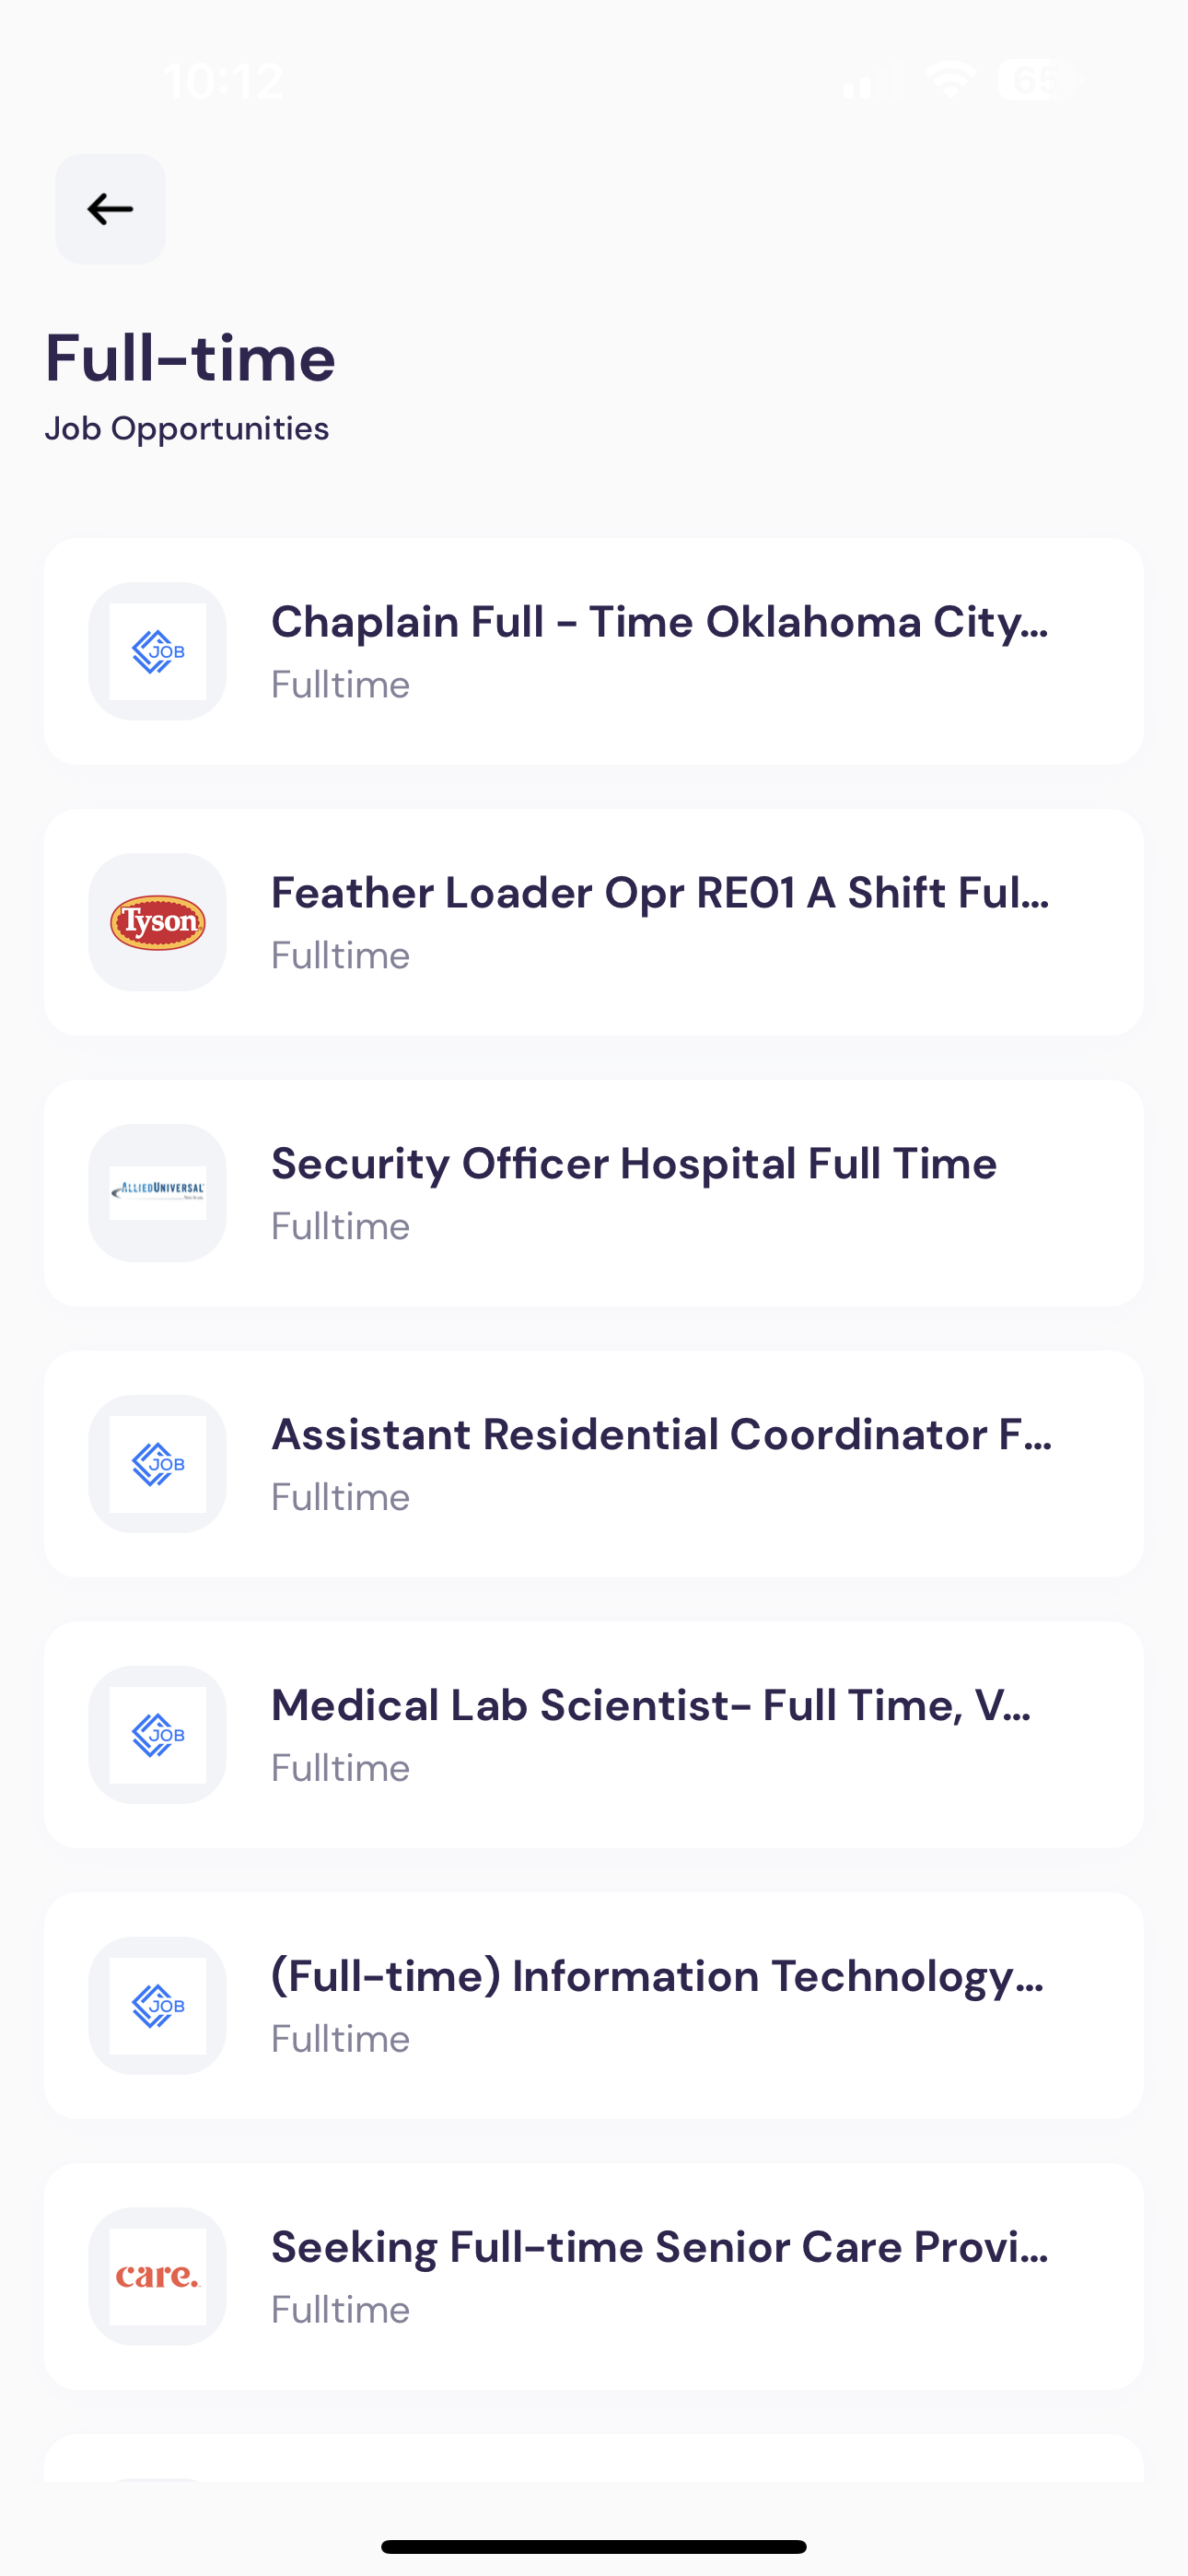 10:12
65
Full-time
Job Opportunities
JOB
Chaplain Full - Time Oklahoma City...
Fulltime
Tyson
Feather Loader Opr RE01 A Shift Ful...
Fulltime
ALLIEDUNIVERSAL
Security Officer Hospital Full Time
Fulltime
JOB
Assistant Residential Coordinator F...
Fulltime
JOB
Medical Lab Scientist- Full Time, V...
Fulltime
JOB
(Full-time) Information Technology...
Fulltime
care.
Seeking Full-time Senior Care Provi...
Fulltime